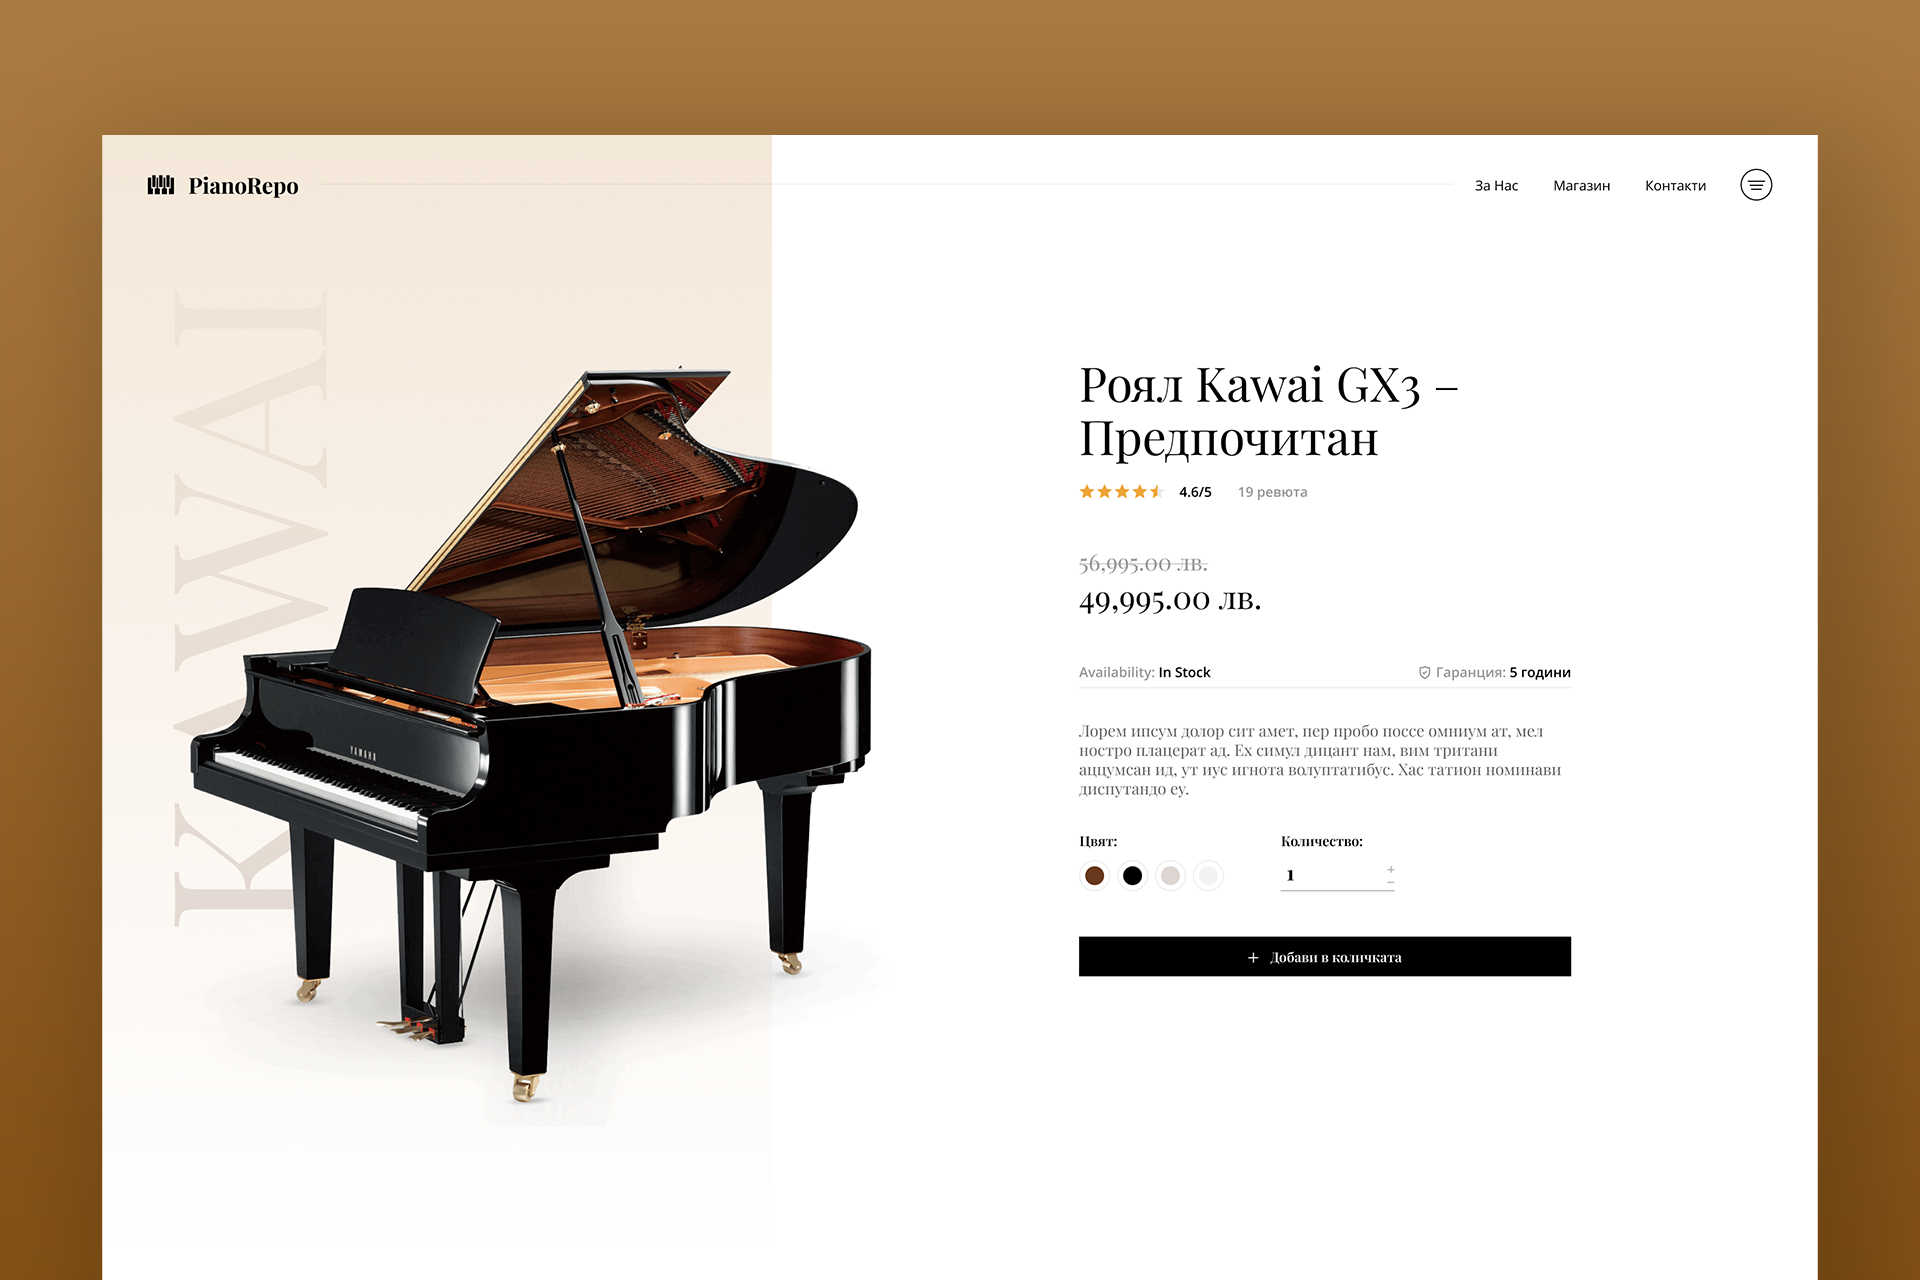 PianoRepo
За Нас
Магазин
Контакти
KAWAI
YAMAHA
Роял Kawai GX3 –
Предпочитан
4.6/5 19 ревюта
56,995.00 лв.
49,995.00 лв.
Availability: In Stock
Гаранция: 5 години
Лорем ипсум долор сит амет, пер пробо поссе омниум ат, мел
ностро плацерат ад. Ех симул дицант нам, вим тритани
аццумсан ид, ут иус игнота волуптатибус. Хас татион номинави
диспутандо еу.
Цвят:
Количество:
1
+
−
+ Добави в количката